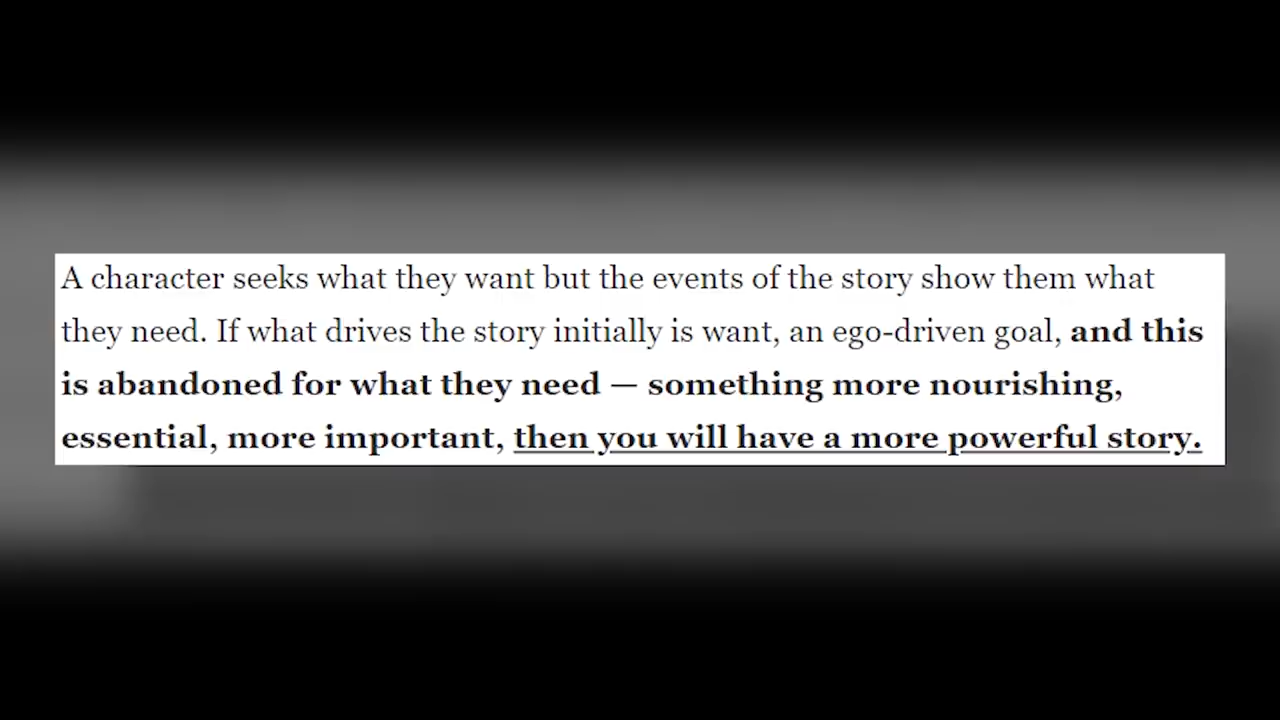 A character seeks what they want but the events of the story show them what
they need. If what drives the story initially is want, an ego-driven goal, and this
is abandoned for what they need — something more nourishing,
essential, more important, then you will have a more powerful story.